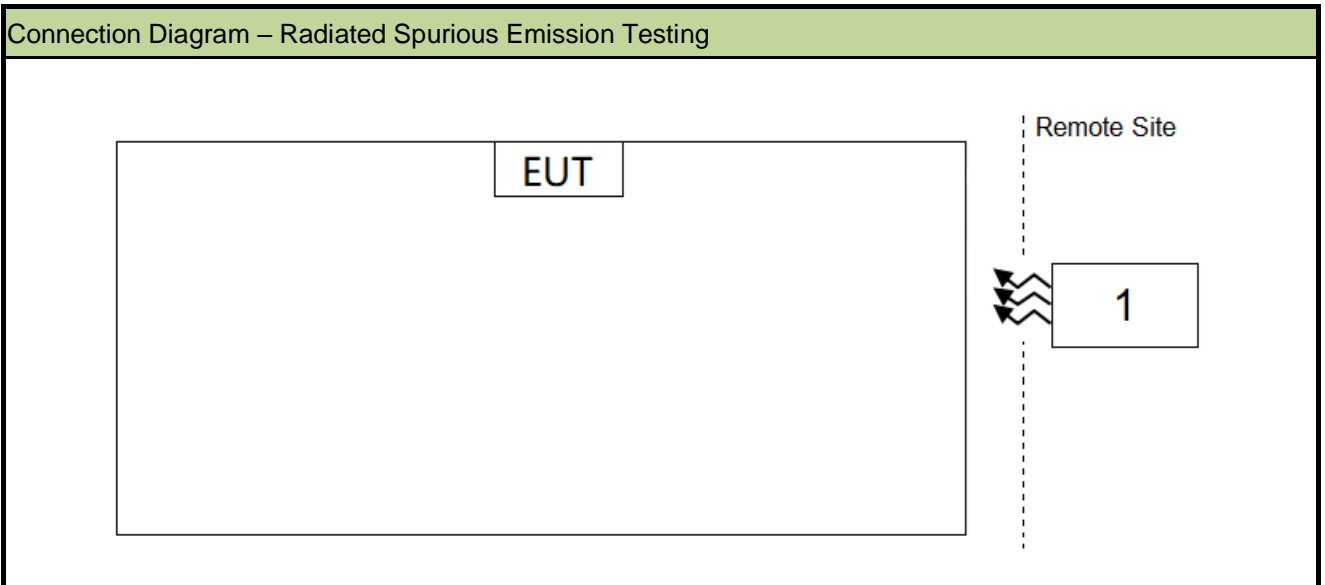 Connection Diagram – Radiated Spurious Emission Testing
Remote Site
EUT
1